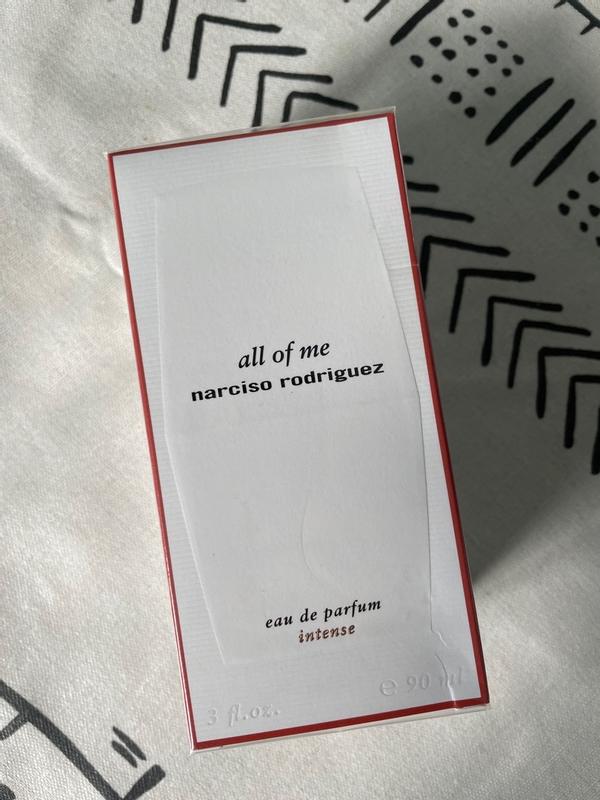 all of me
narciso rodriguez
eau de parfum
intense
3 fl.oz. ℮ 90 ml